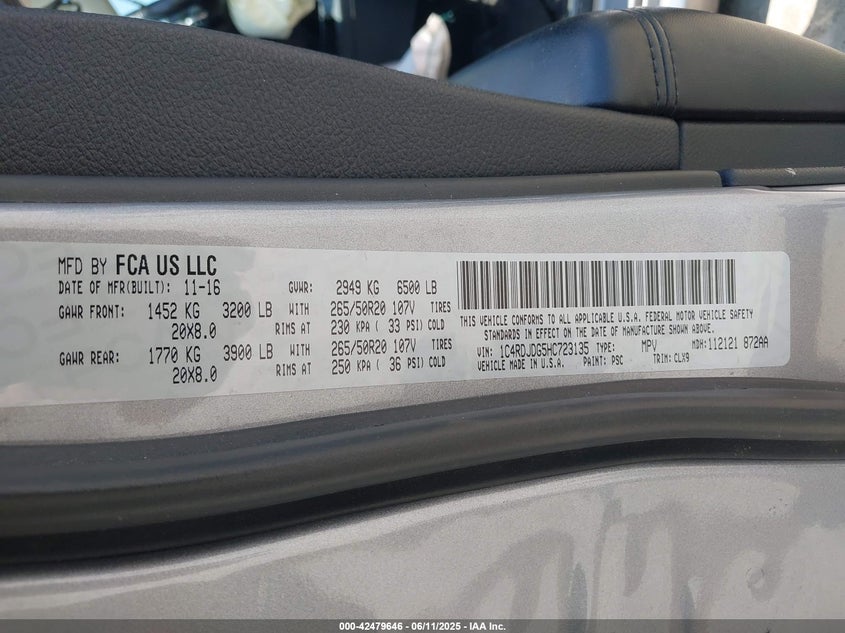 MFD BY FCA US LLC
DATE OF MFR(BUILT): 11-16 GVWR: 2949 KG 6500 LB
GAWR FRONT: 1452 KG 3200 LB WITH 265/50R20 107V TIRES
20X8.0 RIMS AT 230 KPA ( 33 PSI) COLD
GAWR REAR: 1770 KG 3900 LB WITH 265/50R20 107V TIRES
20X8.0 RIMS AT 250 KPA ( 36 PSI) COLD
THIS VEHICLE CONFORMS TO ALL APPLICABLE U.S.A. FEDERAL MOTOR VEHICLE SAFETY
STANDARDS IN EFFECT ON THE DATE OF MANUFACTURE SHOWN ABOVE.
VIN: 1C4RDJDG5HC723135 TYPE: MPV MDH:112121 872AA
VEHICLE MADE IN U.S.A. PAINT: PSC TRIM: CLX9
000-42479646 - 06/11/2025 - IAA Inc.